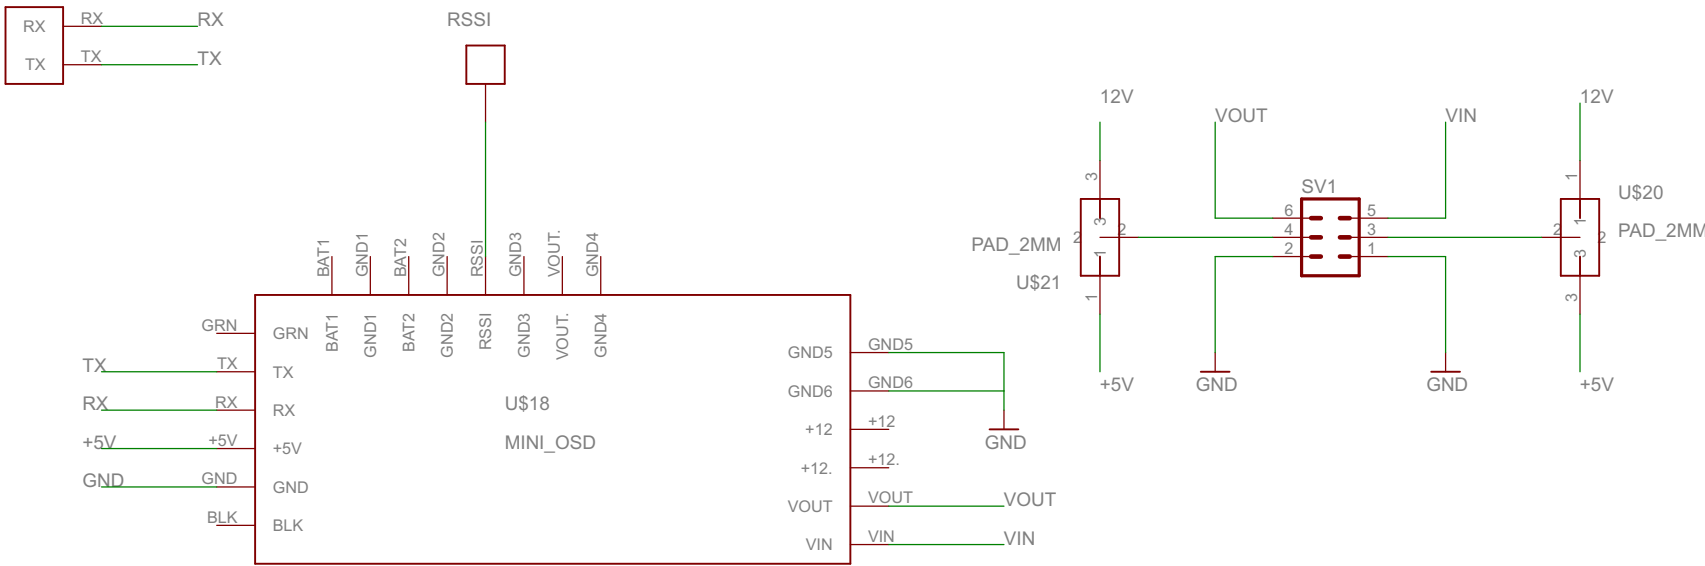 RX RX RX
TX TX TX
RSSI
12V
VOUT
VIN
12V
3
1
SV1
U$20
PAD_2MM
6 5
4 3
2 1
2 3 2
1
2 1 2
3
PAD_2MM
U$21
1
3
+5V
GND
GND
+5V
BAT1 GND1 BAT2 GND2 RSSI GND3 VOUT. GND4
BAT1 GND1 BAT2 GND2 RSSI GND3 VOUT. GND4
GRN GRN
TX TX TX
RX RX RX
+5V +5V +5V
GND GND GND
BLK BLK
U$18
MINI_OSD
GND5 GND5
GND6 GND6
+12 +12
GND
+12. +12.
VOUT VOUT VOUT
VIN VIN VIN